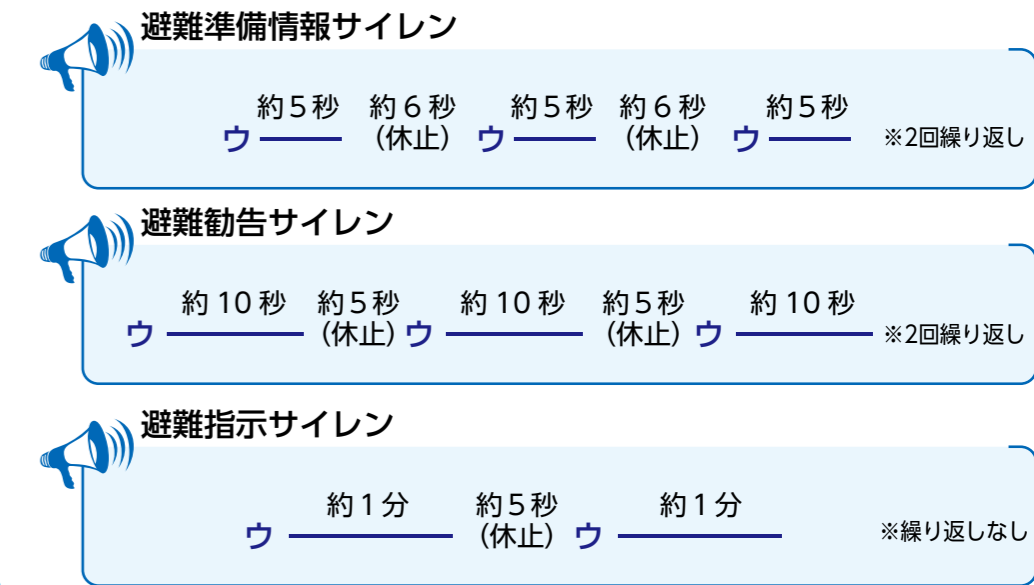 避難準備情報サイレン
約5秒 約6秒 約5秒 約6秒 約5秒
ウ (休止) ウ (休止) ウ ※2回繰り返し
避難勧告サイレン
約10秒 約5秒 約10秒 約5秒 約10秒
ウ (休止) ウ (休止) ウ ※2回繰り返し
避難指示サイレン
約1分 約5秒 約1分
ウ (休止) ウ ※繰り返しなし